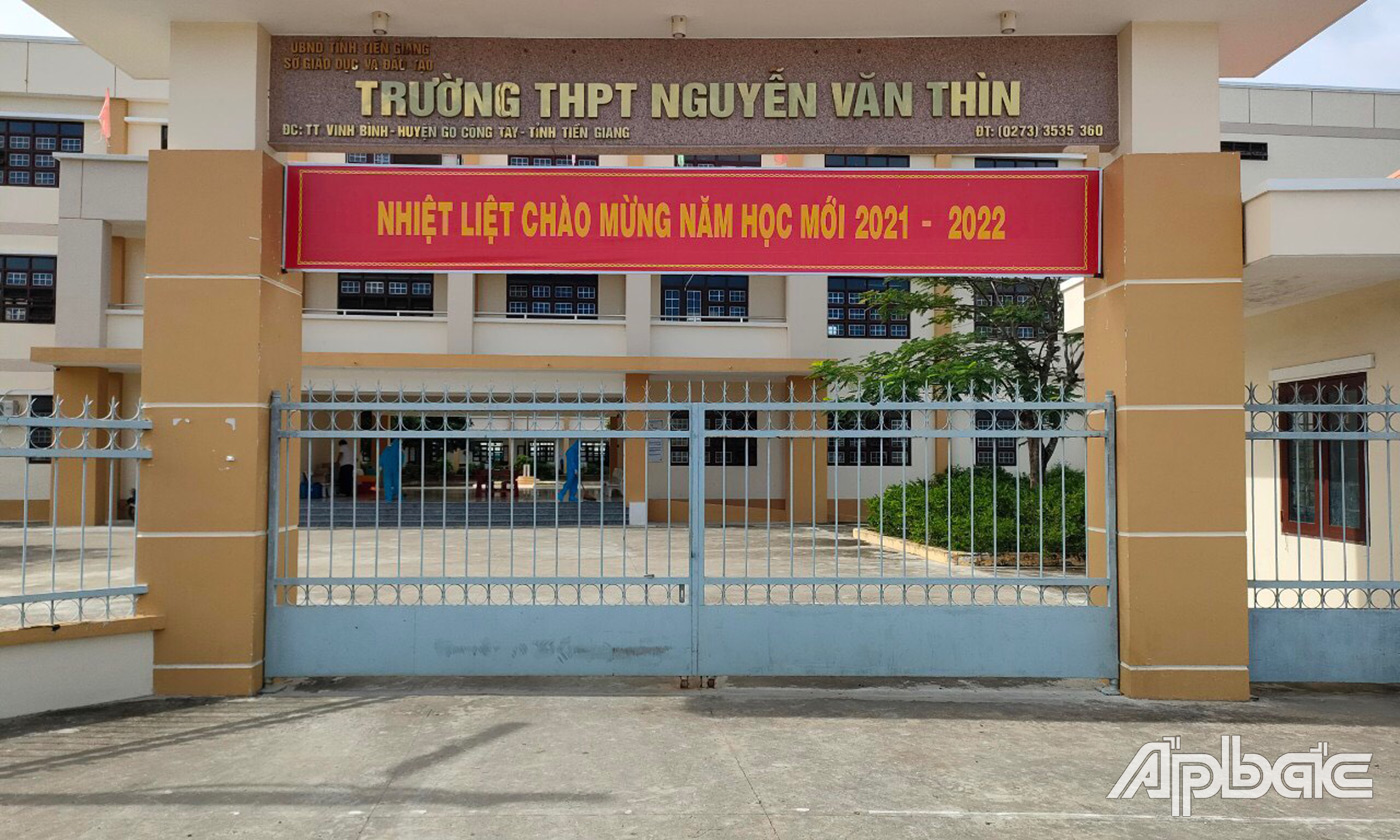 UBND TỈNH TIỀN GIANG
SỞ GIÁO DỤC VÀ ĐÀO TẠO
TRƯỜNG THPT NGUYỄN VĂN THÌN
ĐC: TT VĨNH BÌNH - HUYỆN GÒ CÔNG TÂY - TỈNH TIỀN GIANG ĐT: (0273) 3535 360
NHIỆT LIỆT CHÀO MỪNG NĂM HỌC MỚI 2021 - 2022
Apbắc